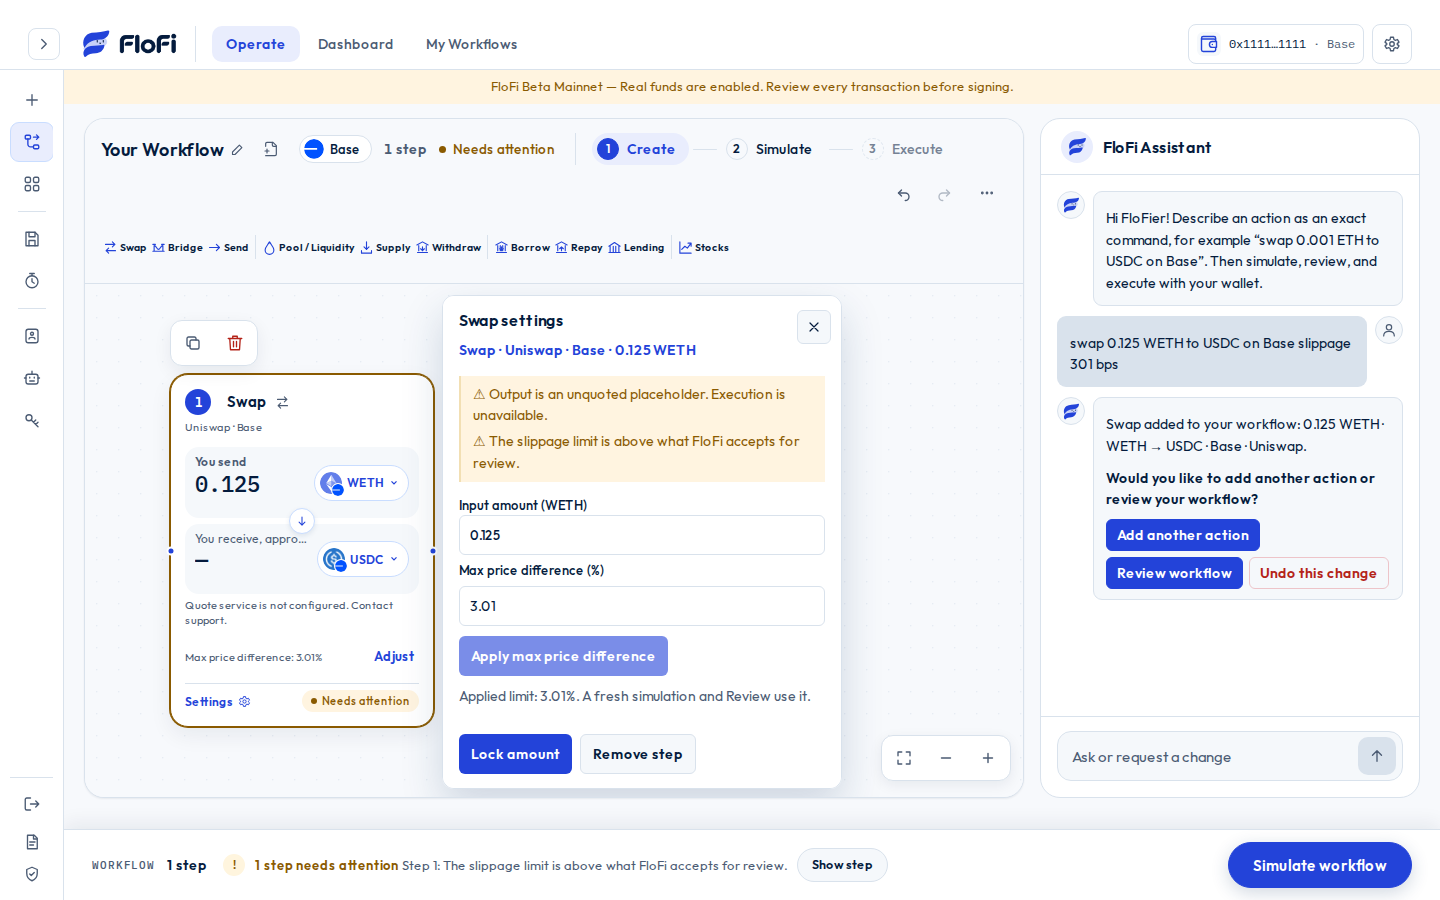 FloFi
Operate
Dashboard
My Workflows
0x1111…1111 · Base
FloFi Beta Mainnet — Real funds are enabled. Review every transaction before signing.
Your Workflow
Base
1 step
Needs attention
1 Create
2 Simulate
3 Execute
Swap
Bridge
Send
Pool / Liquidity
Supply
Withdraw
Borrow
Repay
Lending
Stocks
1 Swap
Uniswap · Base
You send
0.125
WETH
You receive, appro...
—
USDC
Quote service is not configured. Contact
support.
Max price difference: 3.01%
Adjust
Settings
Needs attention
Swap settings
Swap · Uniswap · Base · 0.125 WETH
⚠ Output is an unquoted placeholder. Execution is
unavailable.
⚠ The slippage limit is above what FloFi accepts for
review.
Input amount (WETH)
0.125
Max price difference (%)
3.01
Apply max price difference
Applied limit: 3.01%. A fresh simulation and Review use it.
Lock amount
Remove step
FloFi Assistant
Hi FloFier! Describe an action as an exact
command, for example “swap 0.001 ETH to
USDC on Base”. Then simulate, review, and
execute with your wallet.
swap 0.125 WETH to USDC on Base slippage
301 bps
Swap added to your workflow: 0.125 WETH ·
WETH → USDC · Base · Uniswap.
Would you like to add another action or
review your workflow?
Add another action
Review workflow
Undo this change
Ask or request a change
WORKFLOW
1 step
! 1 step needs attention Step 1: The slippage limit is above what FloFi accepts for review.
Show step
Simulate workflow